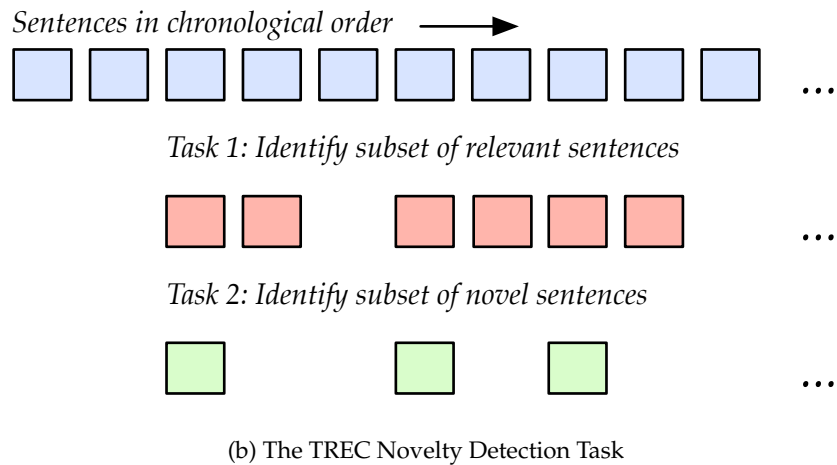 Sentences in chronological order
...
Task 1: Identify subset of relevant sentences
...
Task 2: Identify subset of novel sentences
...
(b) The TREC Novelty Detection Task